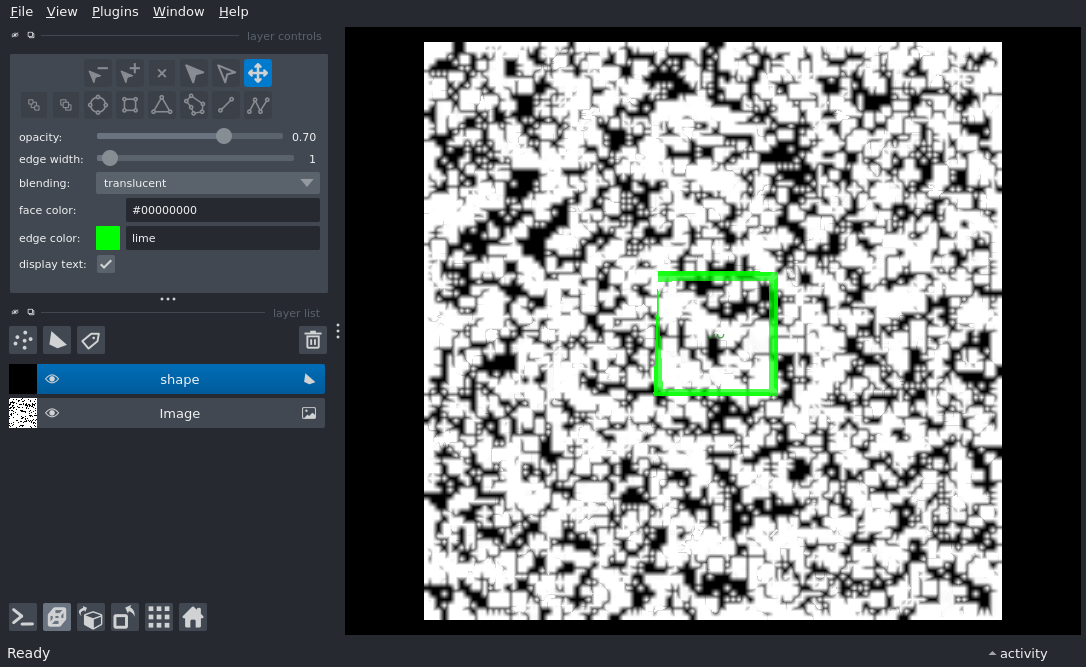 File View Plugins Window Help
layer controls
opacity: 0.70
edge width: 1
blending: translucent
face color: #00000000
edge color: lime
display text:
layer list
shape
Image
Ready
activity